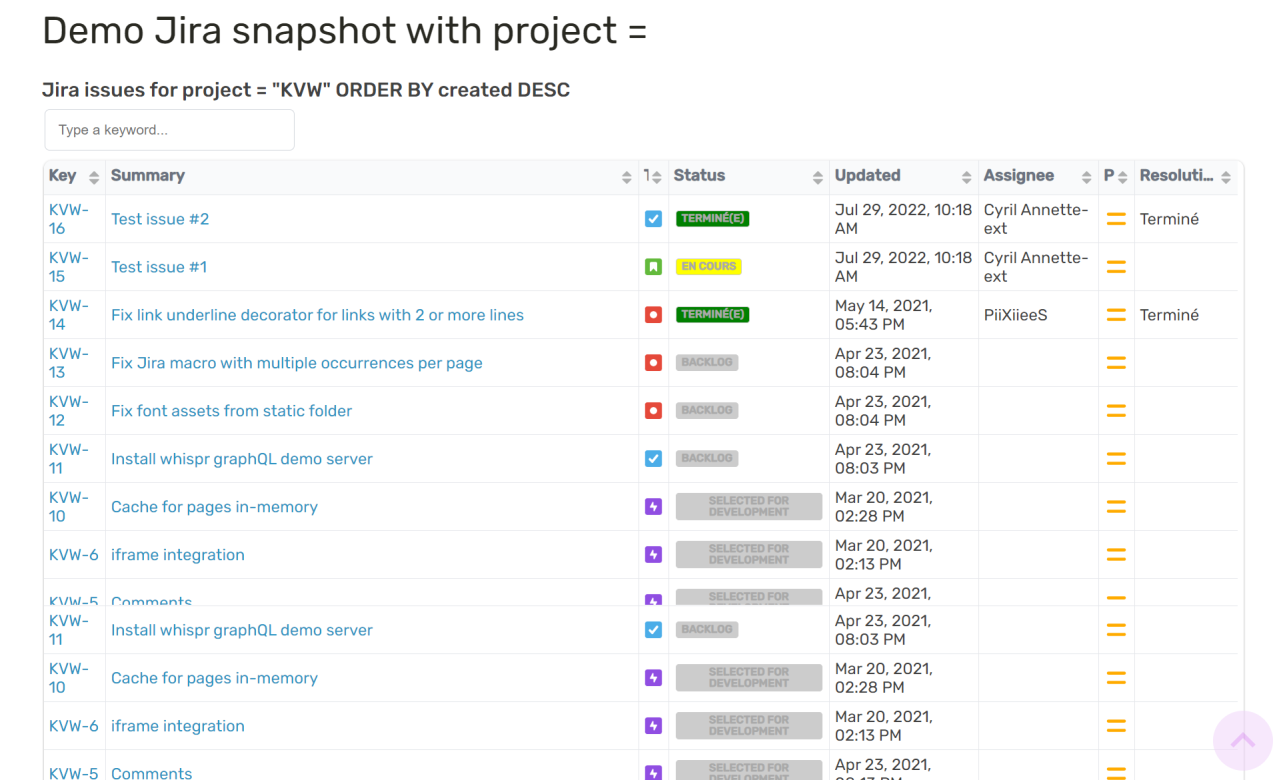 Demo Jira snapshot with project =
Jira issues for project = "KVW" ORDER BY created DESC
Type a keyword...
Key Summary Status Updated Assignee P Resoluti...
KVW-16 Test issue #2 TERMINÉ(E) Jul 29, 2022, 10:18 AM Cyril Annette-ext Terminé
KVW-15 Test issue #1 EN COURS Jul 29, 2022, 10:18 AM Cyril Annette-ext
KVW-14 Fix link underline decorator for links with 2 or more lines TERMINÉ(E) May 14, 2021, 05:43 PM PiiXiieeS Terminé
KVW-13 Fix Jira macro with multiple occurrences per page BACKLOG Apr 23, 2021, 08:04 PM
KVW-12 Fix font assets from static folder BACKLOG Apr 23, 2021, 08:04 PM
KVW-11 Install whispr graphQL demo server BACKLOG Apr 23, 2021, 08:03 PM
KVW-10 Cache for pages in-memory SELECTED FOR DEVELOPMENT Mar 20, 2021, 02:28 PM
KVW-6 iframe integration SELECTED FOR DEVELOPMENT Mar 20, 2021, 02:13 PM
KVW-5 Comments SELECTED FOR Apr 23, 2021,
KVW-11 Install whispr graphQL demo server BACKLOG Apr 23, 2021, 08:03 PM
KVW-10 Cache for pages in-memory SELECTED FOR DEVELOPMENT Mar 20, 2021, 02:28 PM
KVW-6 iframe integration SELECTED FOR DEVELOPMENT Mar 20, 2021, 02:13 PM
KVW-5 Comments SELECTED FOR DEVELOPMENT Apr 23, 2021,